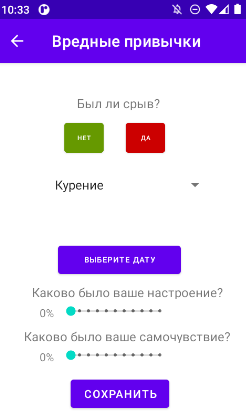 10:33
Вредные привычки
Был ли срыв?
НЕТ
ДА
Курение
ВЫБЕРИТЕ ДАТУ
Каково было ваше настроение?
0%
Каково было ваше самочувствие?
0%
СОХРАНИТЬ